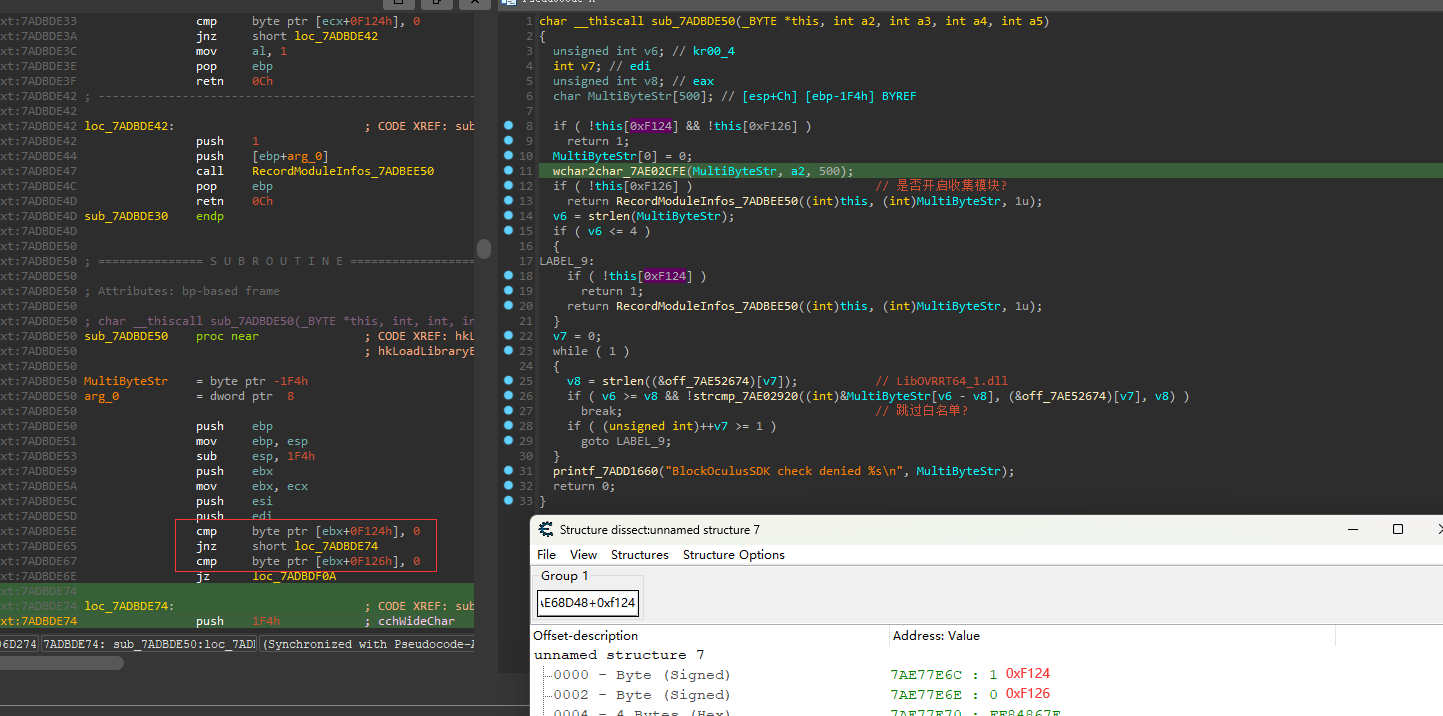 Pseudocode-A
xt:7ADBDE33 cmp byte ptr [ecx+0F124h], 0
xt:7ADBDE3A jnz short loc_7ADBDE42
xt:7ADBDE3C mov al, 1
xt:7ADBDE3E pop ebp
xt:7ADBDE3F retn 0Ch
xt:7ADBDE42 ; ---------------------------------------------------
xt:7ADBDE42
xt:7ADBDE42 loc_7ADBDE42: ; CODE XREF: sub
xt:7ADBDE42 push 1
xt:7ADBDE44 push [ebp+arg_0]
xt:7ADBDE47 call RecordModuleInfos_7ADBEE50
xt:7ADBDE4C pop ebp
xt:7ADBDE4D retn 0Ch
xt:7ADBDE4D sub_7ADBDE30 endp
xt:7ADBDE4D
xt:7ADBDE50
xt:7ADBDE50 ; =============== S U B R O U T I N E ===================
xt:7ADBDE50
xt:7ADBDE50 ; Attributes: bp-based frame
xt:7ADBDE50
xt:7ADBDE50 ; char __thiscall sub_7ADBDE50(_BYTE *this, int, int, in
xt:7ADBDE50 sub_7ADBDE50 proc near ; CODE XREF: hkL
xt:7ADBDE50 ; hkLoadLibraryE
xt:7ADBDE50
xt:7ADBDE50 MultiByteStr = byte ptr -1F4h
xt:7ADBDE50 arg_0 = dword ptr 8
xt:7ADBDE50
xt:7ADBDE50 push ebp
xt:7ADBDE51 mov ebp, esp
xt:7ADBDE53 sub esp, 1F4h
xt:7ADBDE59 push ebx
xt:7ADBDE5A mov ebx, ecx
xt:7ADBDE5C push esi
xt:7ADBDE5D push edi
xt:7ADBDE5E cmp byte ptr [ebx+0F124h], 0
xt:7ADBDE65 jnz short loc_7ADBDE74
xt:7ADBDE67 cmp byte ptr [ebx+0F126h], 0
xt:7ADBDE6E jz loc_7ADBDF0A
xt:7ADBDE74
xt:7ADBDE74 loc_7ADBDE74: ; CODE XREF: sub
xt:7ADBDE74 push 1F4h ; cchWideChar
06D274 7ADBDE74: sub_7ADBDE50:loc_7ADB (Synchronized with Pseudocode-A
1 char __thiscall sub_7ADBDE50(_BYTE *this, int a2, int a3, int a4, int a5)
2 {
3 unsigned int v6; // kr00_4
4 int v7; // edi
5 unsigned int v8; // eax
6 char MultiByteStr[500]; // [esp+Ch] [ebp-1F4h] BYREF
7
8 if ( !this[0xF124] && !this[0xF126] )
9 return 1;
10 MultiByteStr[0] = 0;
11 wchar2char_7AE02CFE(MultiByteStr, a2, 500);
12 if ( !this[0xF126] ) // 是否开启收集模块?
13 return RecordModuleInfos_7ADBEE50((int)this, (int)MultiByteStr, 1u);
14 v6 = strlen(MultiByteStr);
15 if ( v6 <= 4 )
16 {
17 LABEL_9:
18 if ( !this[0xF124] )
19 return 1;
20 return RecordModuleInfos_7ADBEE50((int)this, (int)MultiByteStr, 1u);
21 }
22 v7 = 0;
23 while ( 1 )
24 {
25 v8 = strlen((&off_7AE52674)[v7]); // LibOVRRT64_1.dll
26 if ( v6 >= v8 && !strcmp_7AE02920((int)&MultiByteStr[v6 - v8], (&off_7AE52674)[v7], v8) )
27 break; // 跳过白名单?
28 if ( (unsigned int)++v7 >= 1 )
29 goto LABEL_9;
30 }
31 printf_7ADD1660("BlockOculusSDK check denied %s\n", MultiByteStr);
32 return 0;
33 }
Structure dissect:unnamed structure 7
File View Structures Structure Options
Group 1
AE68D48+0xf124
Offset-description Address: Value
unnamed structure 7
0000 - Byte (Signed) 7AE77E6C : 1 0xF124
0002 - Byte (Signed) 7AE77E6E : 0 0xF126
0004 - 4 Bytes (Hex) 7AE77E70 : FF84867F